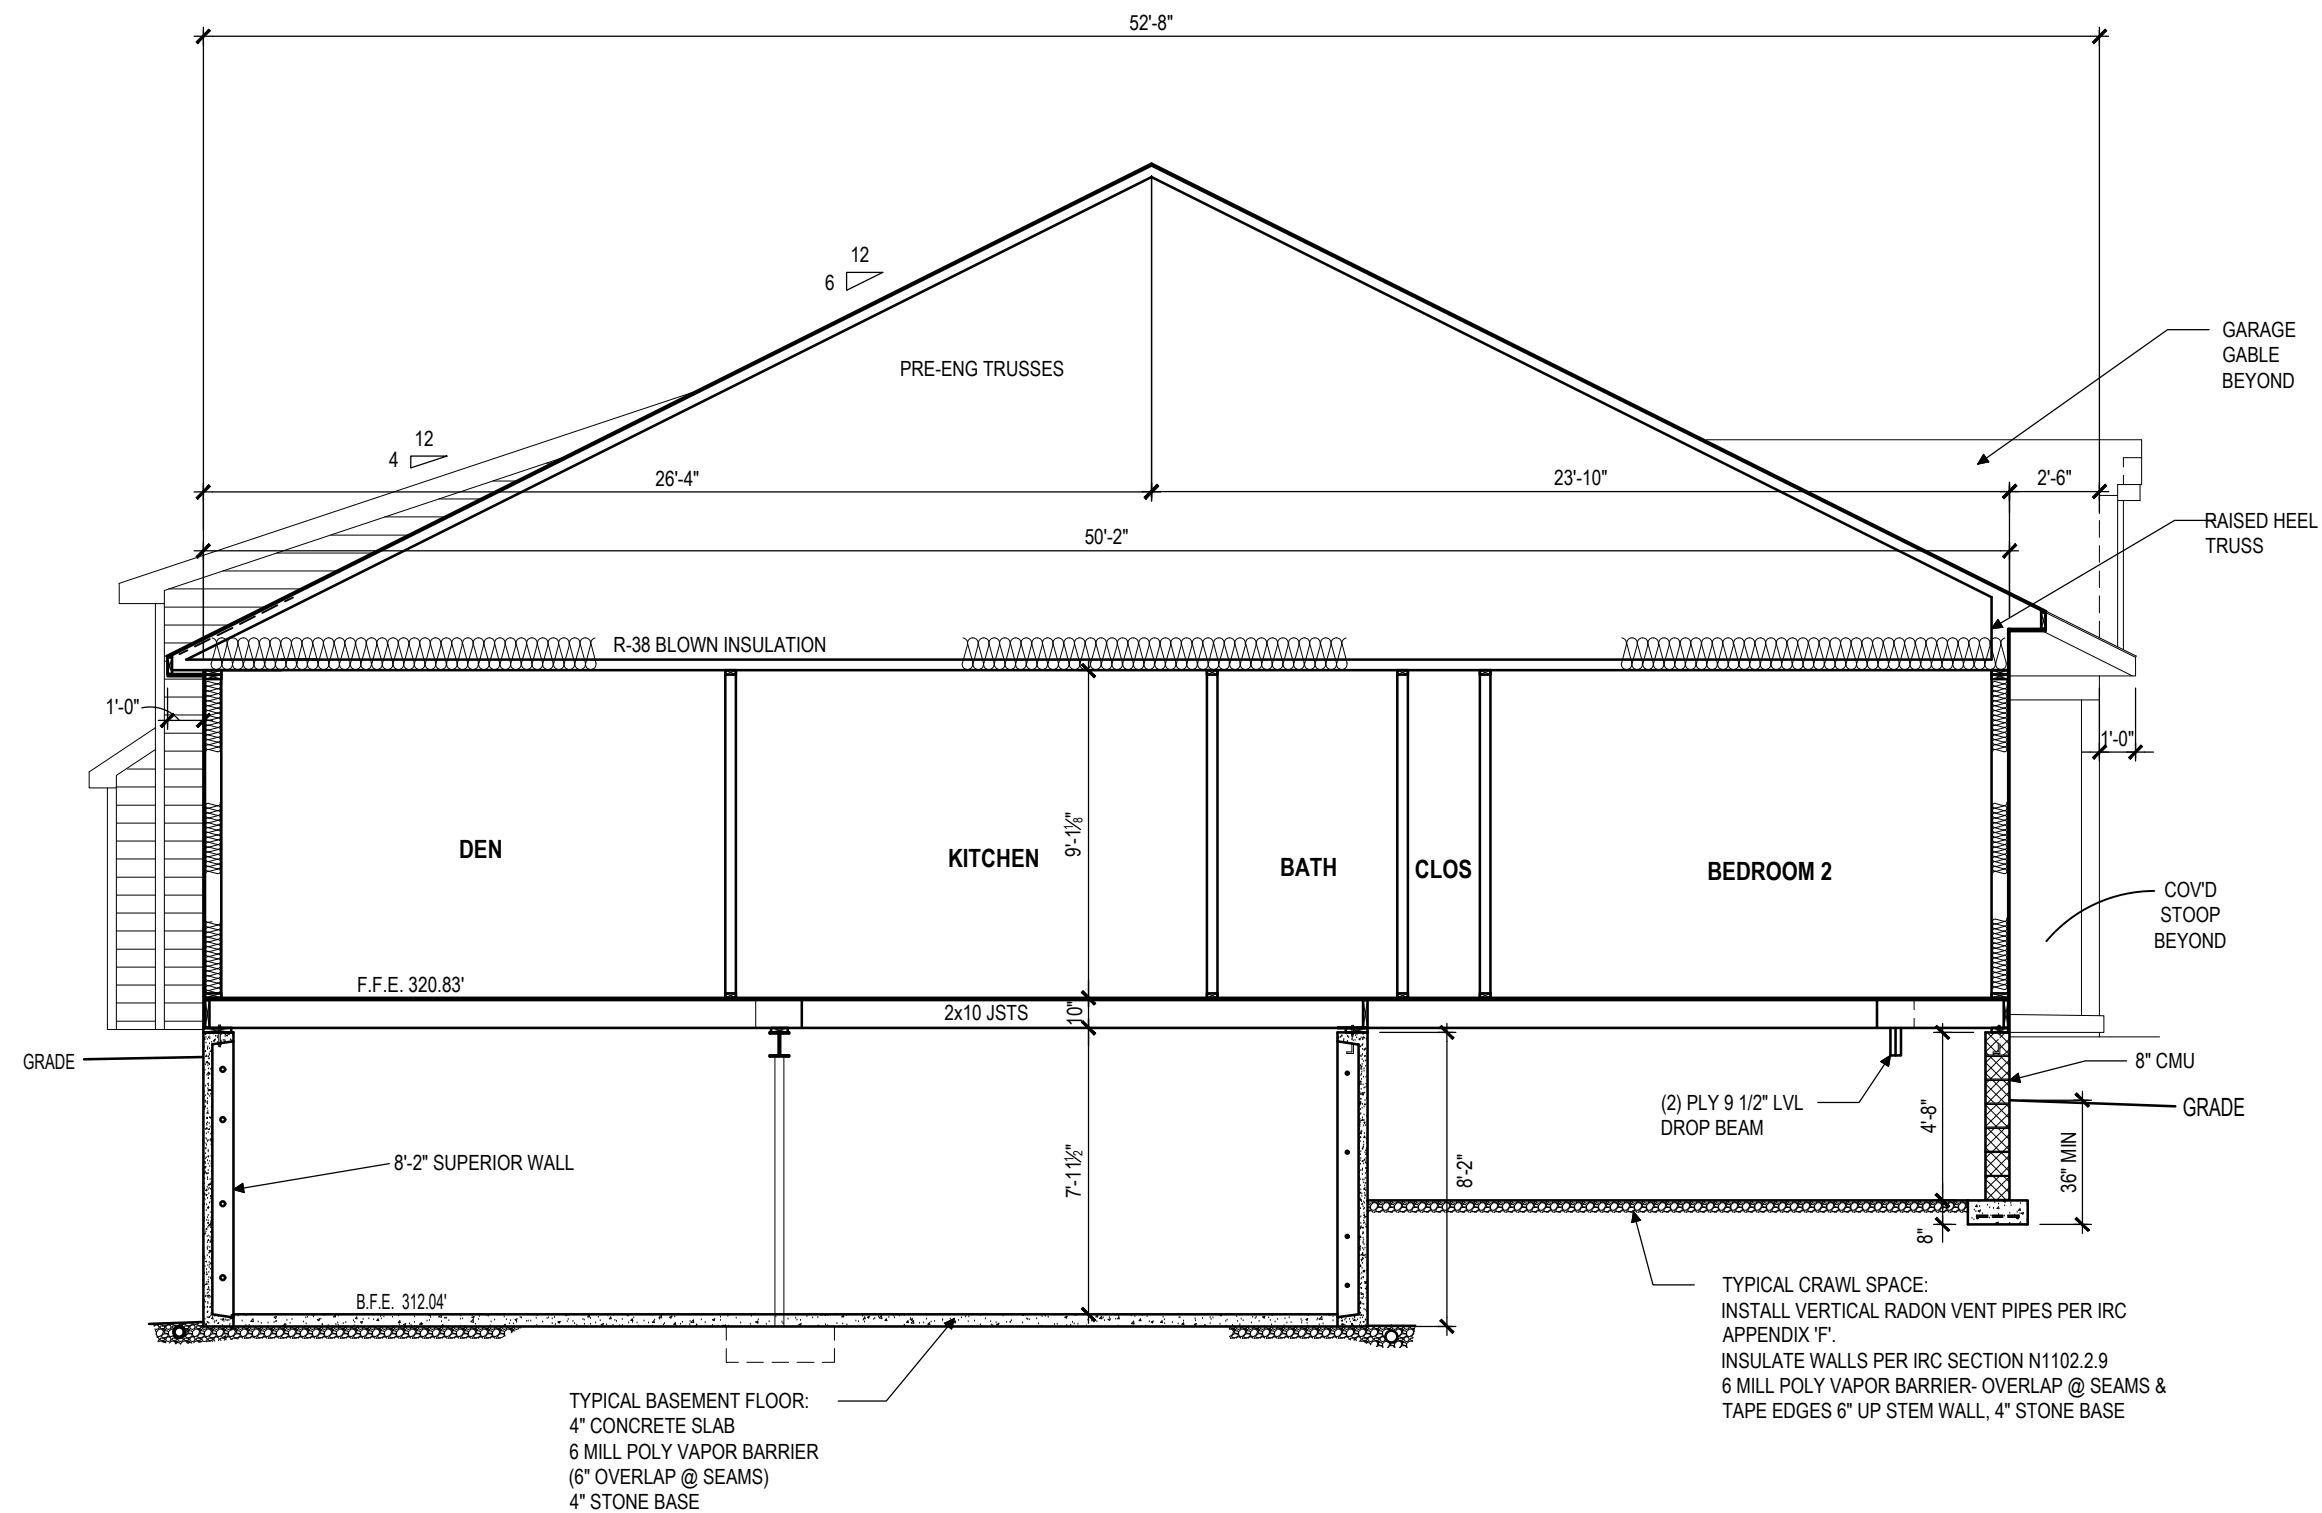 52'-8"
12
6
PRE-ENG TRUSSES
GARAGE
GABLE
BEYOND
12
4
26'-4"
23'-10"
2'-6"
50'-2"
RAISED HEEL
TRUSS
R-38 BLOWN INSULATION
1'-0"
1'-0"
9'-1⅛"
DEN
KITCHEN
BATH
CLOS
BEDROOM 2
COV'D
STOOP
BEYOND
F.F.E. 320.83'
2x10 JSTS
10"
GRADE
8" CMU
(2) PLY 9 1/2" LVL
DROP BEAM
4'-8"
GRADE
36" MIN
8'-2" SUPERIOR WALL
7'-11½"
8'-2"
8"
B.F.E. 312.04'
TYPICAL CRAWL SPACE:
INSTALL VERTICAL RADON VENT PIPES PER IRC
APPENDIX 'F'.
INSULATE WALLS PER IRC SECTION N1102.2.9
6 MILL POLY VAPOR BARRIER- OVERLAP @ SEAMS &
TAPE EDGES 6" UP STEM WALL, 4" STONE BASE
TYPICAL BASEMENT FLOOR:
4" CONCRETE SLAB
6 MILL POLY VAPOR BARRIER
(6" OVERLAP @ SEAMS)
4" STONE BASE